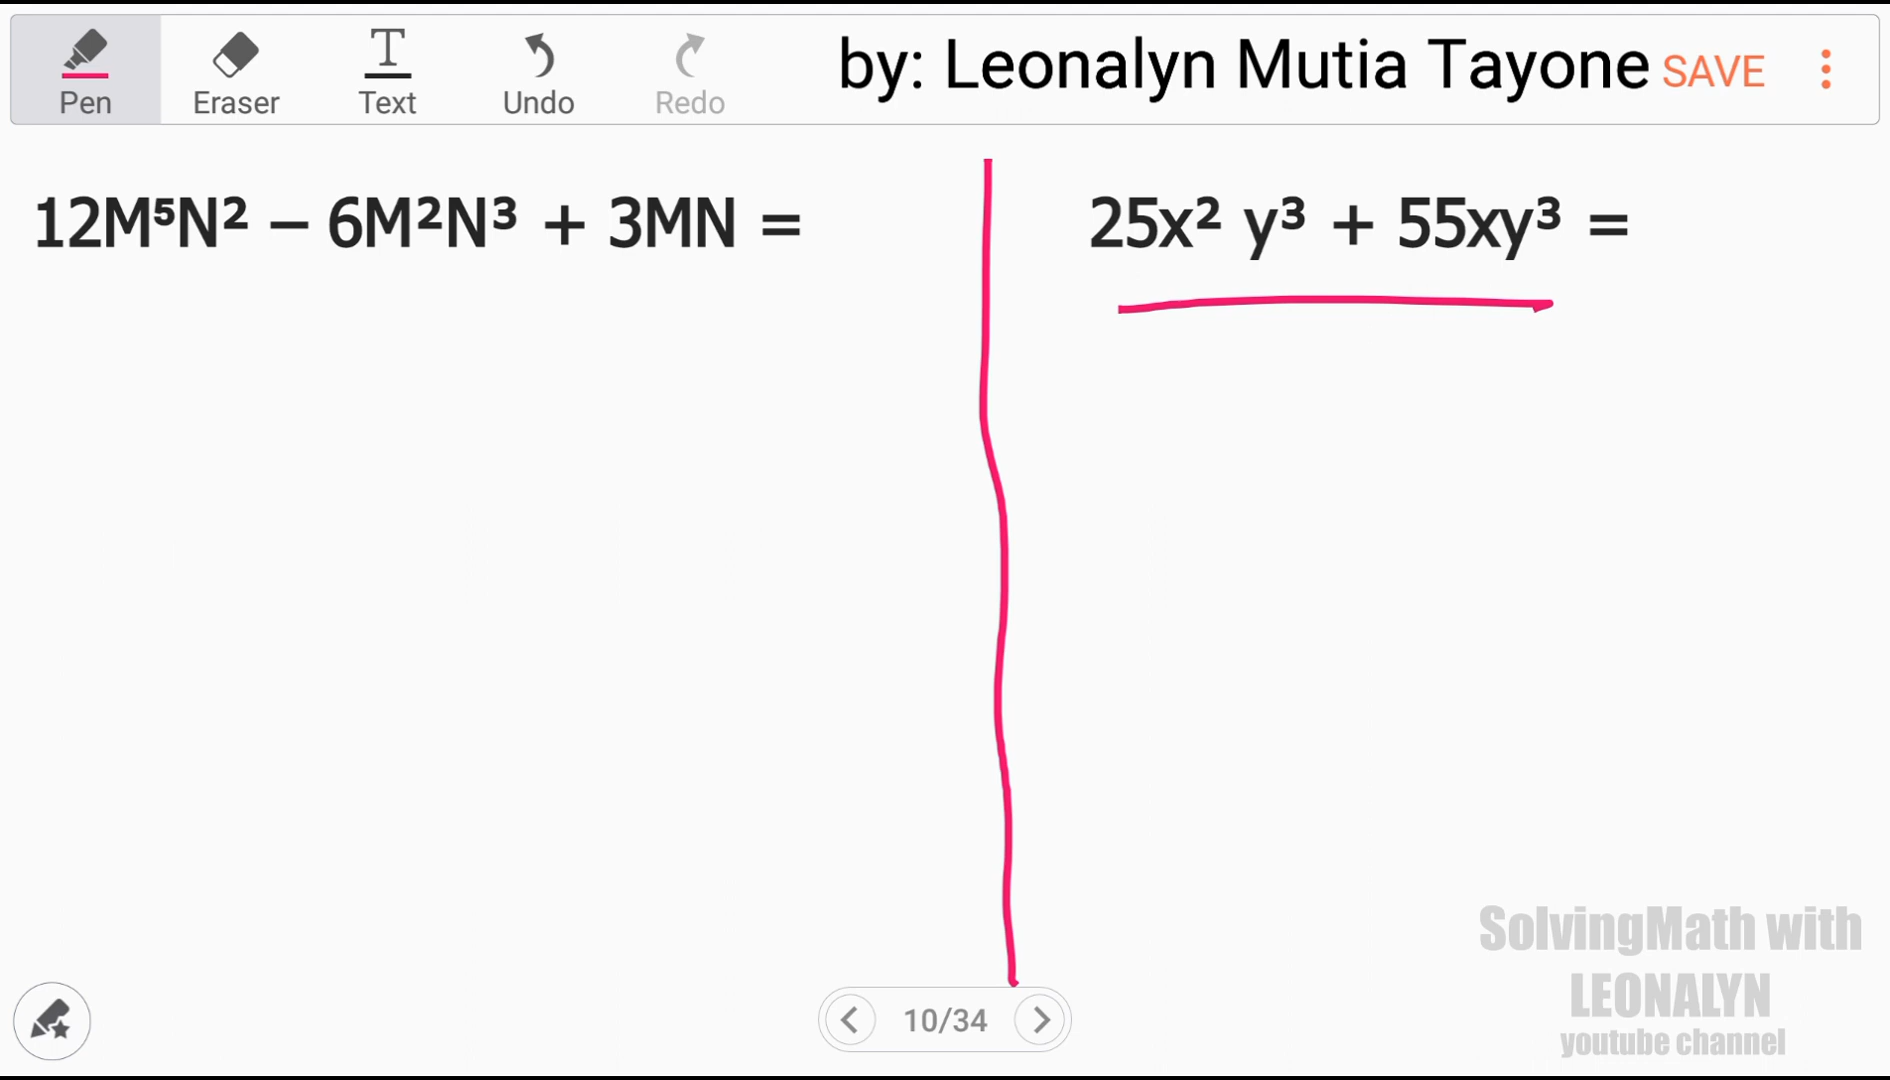 by: Leonalyn Mutia Tayone SAVE
Pen Eraser Text Undo Redo
12M⁵N² – 6M²N³ + 3MN =
25x² y³ + 55xy³ =
SolvingMath with
LEONALYN
youtube channel
10/34